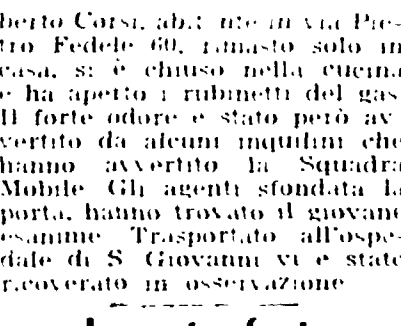 berto Corsi, ab.: nte in via Pie-
tro Fedele 60, rimasto solo in
casa, si è chiuso nella cucina
e ha aperto i rubinetti del gas
Il forte odore e stato però av
vertito da alcuni inquilini che
hanno avvertito la Squadra
Mobile Gli agenti sfondata la
porta, hanno trovato il giovane
esanime Trasportato all'ospe-
dale di S Giovanni vi e stato
ricoverato in osservazione